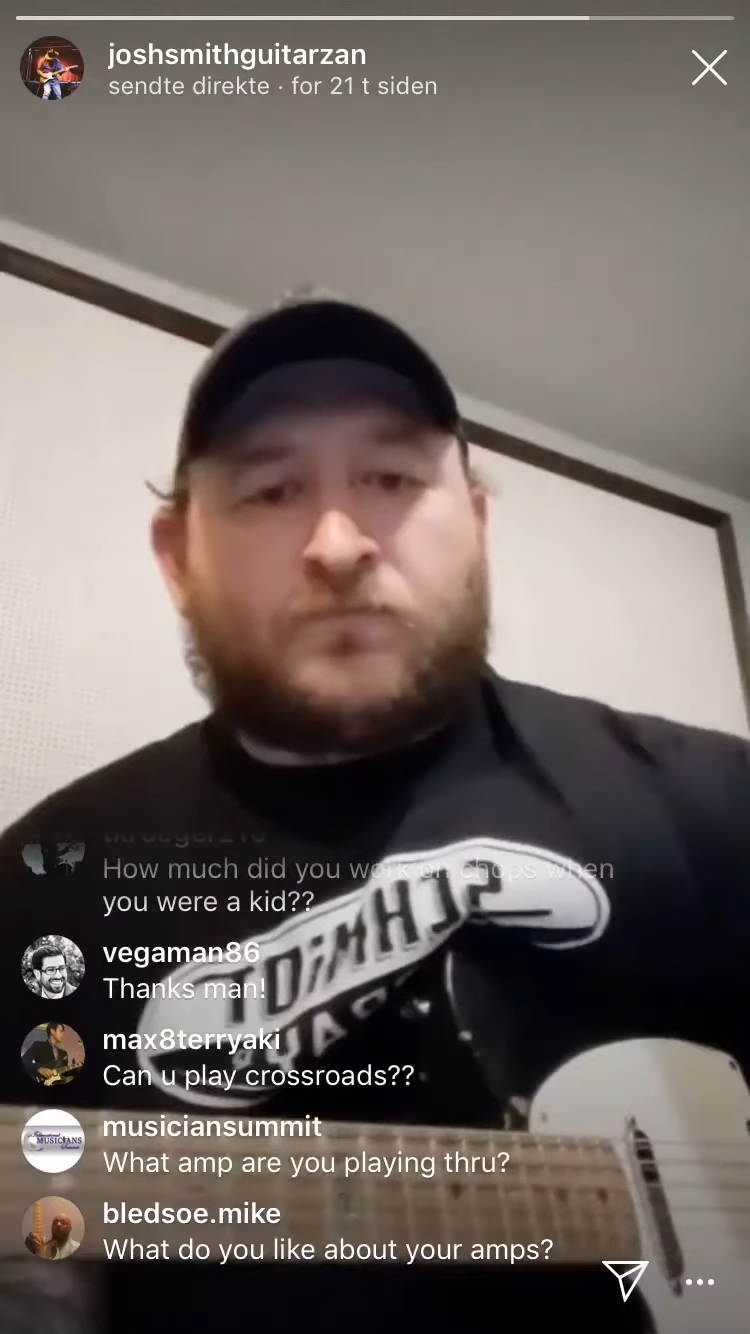 joshsmithguitarzan
sendte direkte · for 21 t siden
How much did you work on chops when
you were a kid??
vegaman86
Thanks man!
max8terryaki
Can u play crossroads??
MUSICIANS
musiciansummit
What amp are you playing thru?
bledsoe.mike
What do you like about your amps?